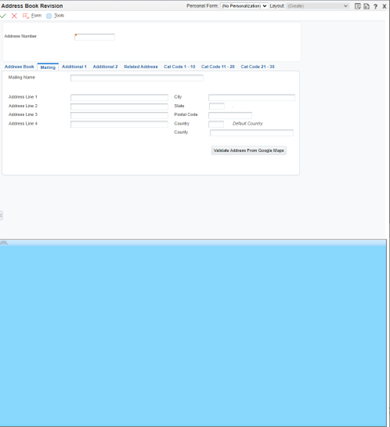 Address Book Revision Personal Form: (No Personalization) Layout: (Create)
Form Tools
Address Number
Address Book Mailing Additional 1 Additional 2 Related Address Cat Code 1 - 10 Cat Code 11 - 20 Cat Code 21 - 30
Mailing Name
Address Line 1 City
Address Line 2 State
Address Line 3 Postal Code
Address Line 4 Country Default Country
County
Validate Address From Google Maps
URL